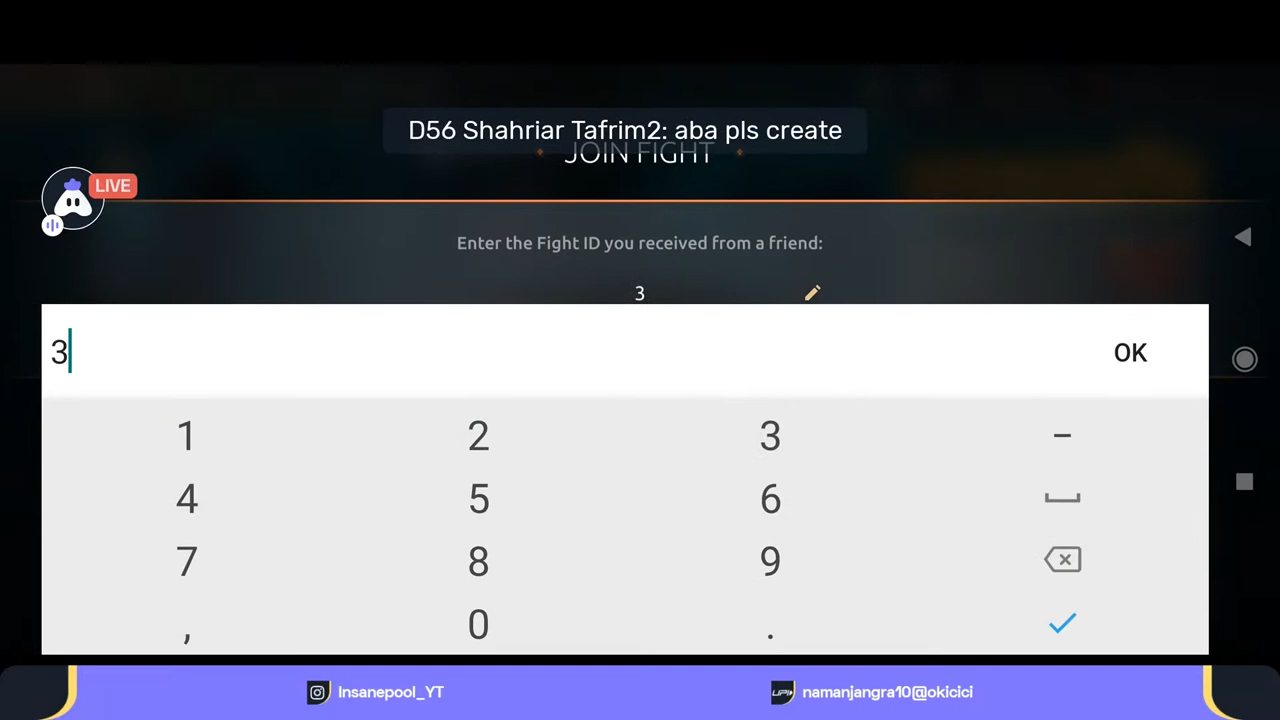 D56 Shahriar Tafrim2: aba pls create
JOIN FIGHT
LIVE
Enter the Fight ID you received from a friend:
3
3
OK
1 2 3 –
4 5 6
7 8 9
, 0 .
Insanepool_YT
UPI
namanjangra10@okicici